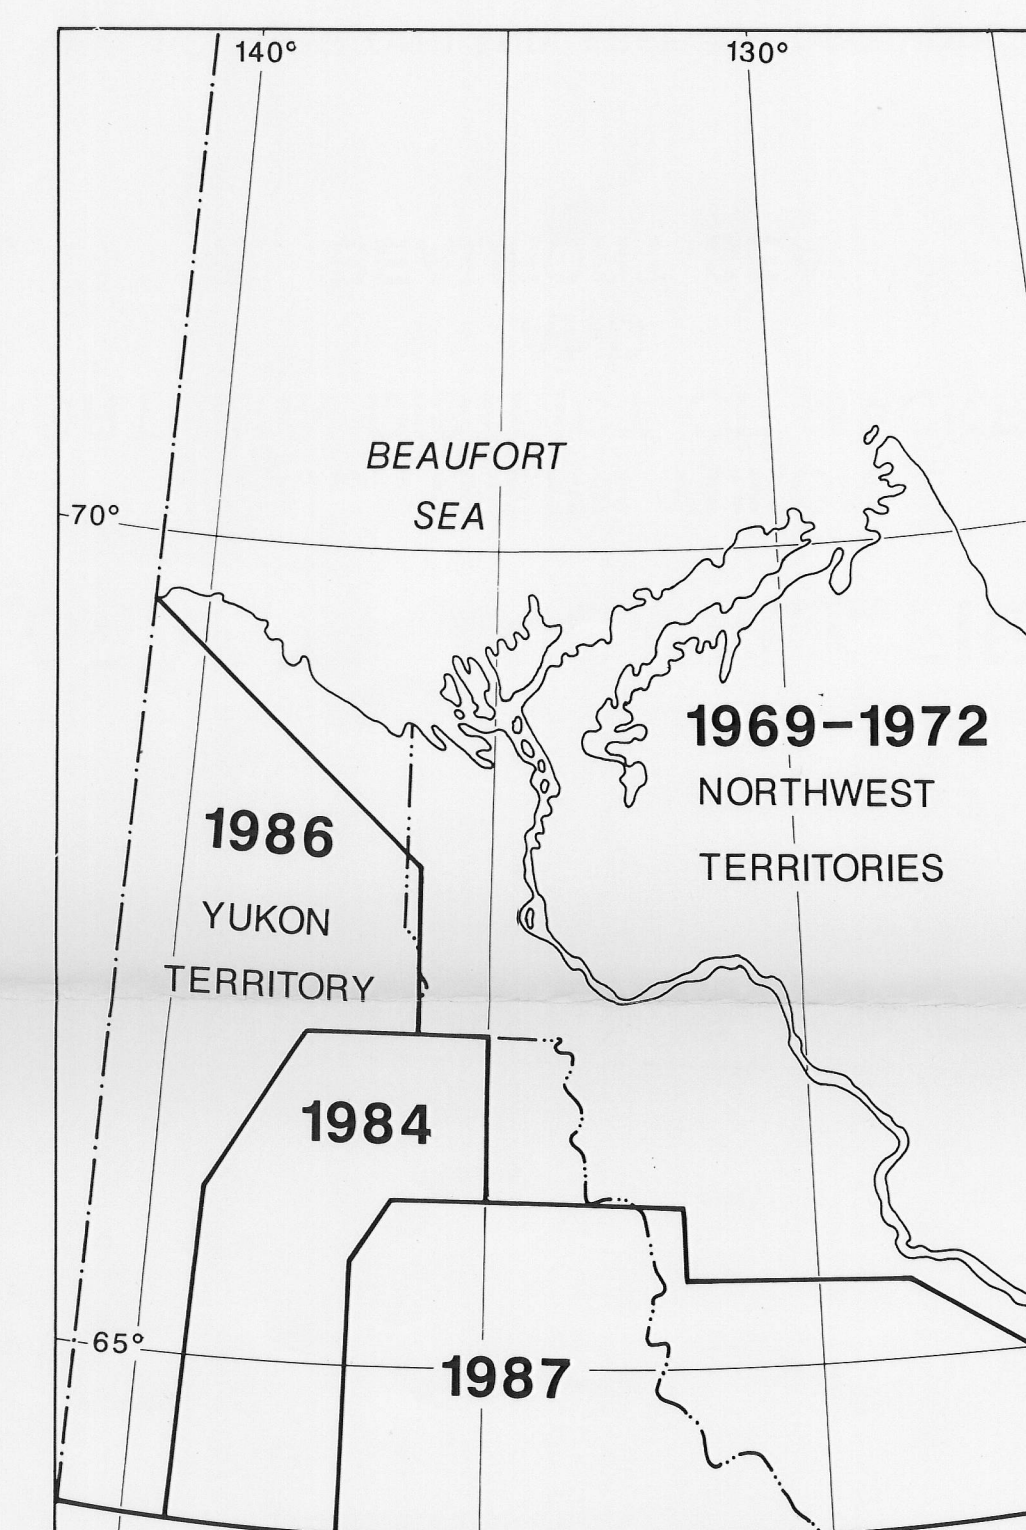 140°
130°
BEAUFORT
SEA
70°
1969–1972
NORTHWEST
TERRITORIES
1986
YUKON
TERRITORY
1984
65°
1987